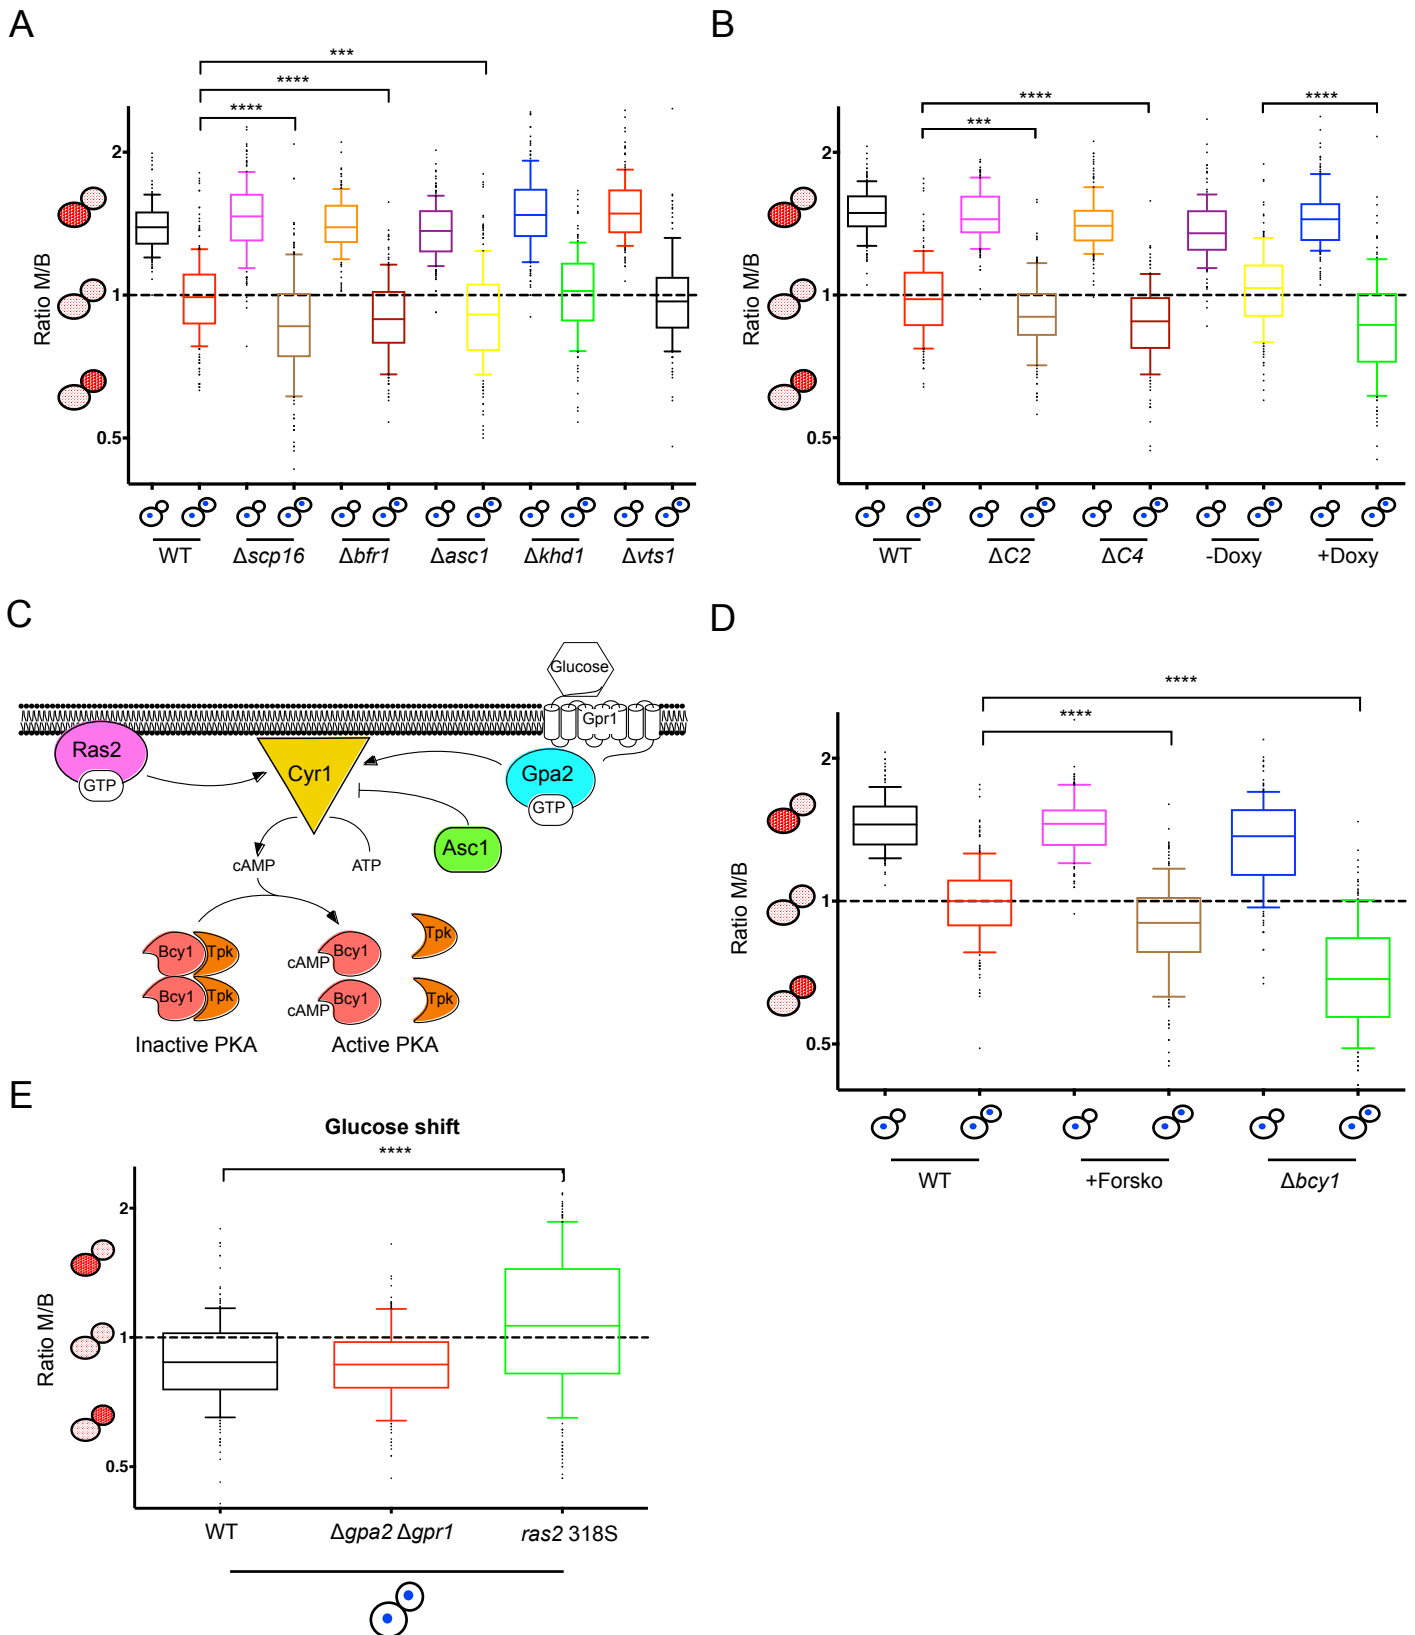 A
*** 
****
****
2
1
0.5
Ratio M/B
WT
Δscp16
Δbfr1
Δasc1
Δkhd1
Δvts1
B
****
****
***
2
1
0.5
Ratio M/B
WT
ΔC2
ΔC4
-Doxy
+Doxy
C
Glucose
Gpr1
Ras2
GTP
Cyr1
Gpa2
GTP
Asc1
cAMP
ATP
Bcy1
Tpk
Bcy1
Tpk
cAMP
Bcy1
Tpk
cAMP
Bcy1
Tpk
Inactive PKA
Active PKA
D
****
****
2
1
0.5
Ratio M/B
WT
+Forsko
Δbcy1
E
Glucose shift
****
2
1
0.5
Ratio M/B
WT
Δgpa2 Δgpr1
ras2 318S